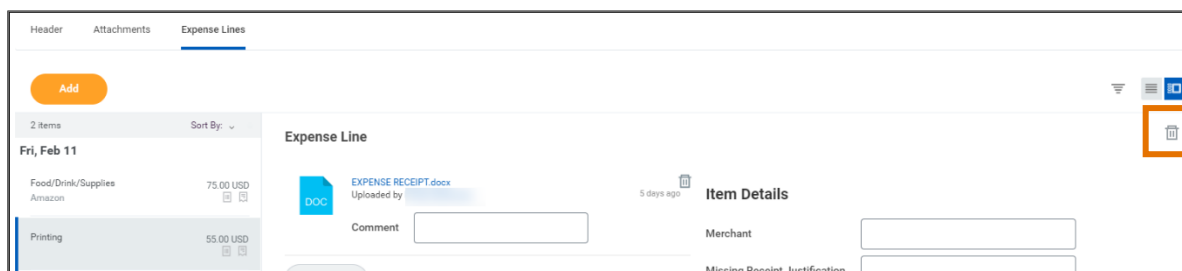 Header Attachments Expense Lines
Add
2 items Sort By:
Fri, Feb 11
Food/Drink/Supplies 75.00 USD
Amazon
Printing 55.00 USD
Expense Line
DOC
EXPENSE RECEIPT.docx
Uploaded by
5 days ago
Comment
Item Details
Merchant
Missing Receipt Justification